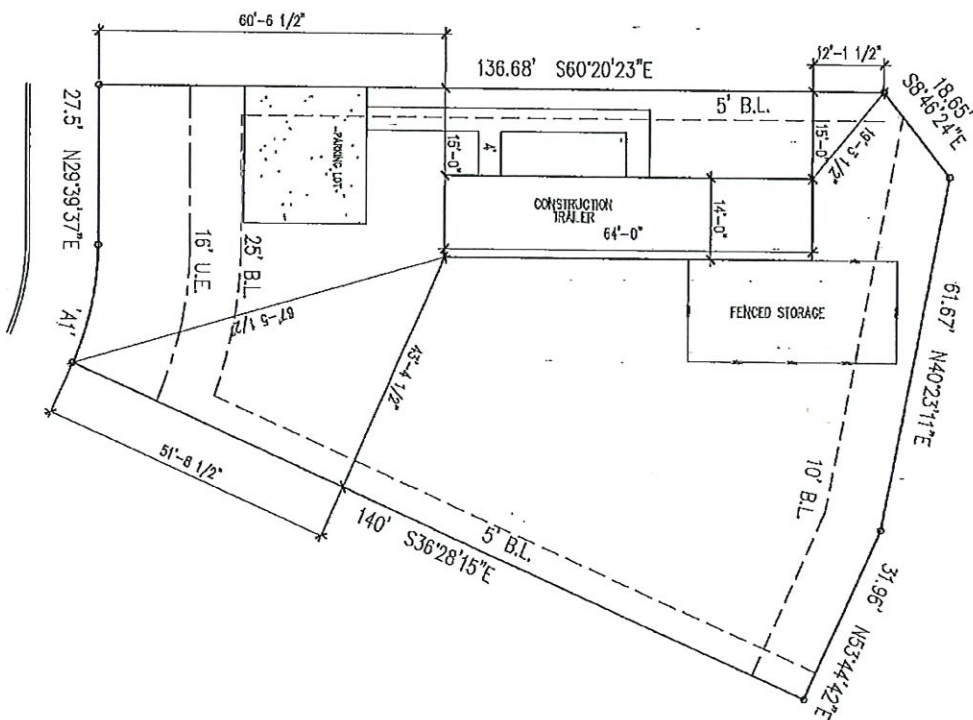 60'-6 1/2"
136.68' S60°20'23"E
12'-1 1/2"
18.65'
S8°46'24"E
5' B.L.
27.5' N29°39'37"E
PARKING LOT
15'-0"
4'
15'-0"
19'-3 1/2"
CONSTRUCTION
TRAILER
64'-0"
14'-0"
16' U.E.
25' B.L.
67'-5 1/2"
43'-4 1/2"
FENCED STORAGE
61.67' N40°23'11"E
51'-8 1/2"
140' S36°28'15"E
5' B.L.
10' B.L.
31.96' N53°44'42"E